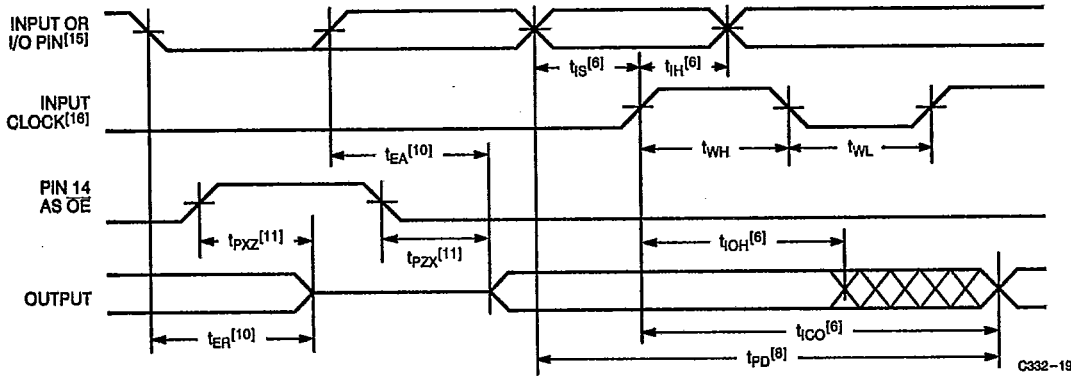 INPUT OR
I/O PIN[15]
tIS[6]
tIH[6]
INPUT
CLOCK[16]
tEA[10]
tWH
tWL
PIN 14
AS OE
tPXZ[11]
tPZX[11]
tIOH[6]
OUTPUT
tER[10]
tICO[6]
tPD[8]
C332-19